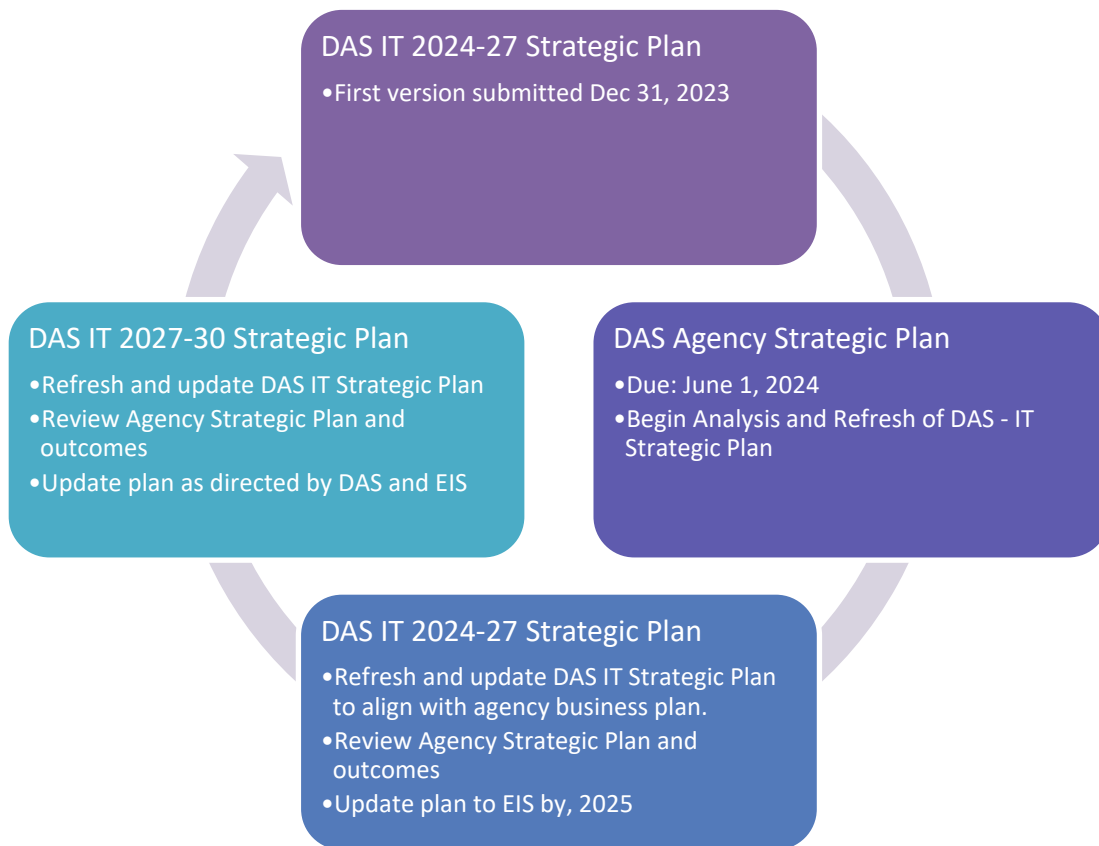 DAS IT 2024-27 Strategic Plan
•First version submitted Dec 31, 2023
DAS Agency Strategic Plan
•Due: June 1, 2024
•Begin Analysis and Refresh of DAS - IT
Strategic Plan
DAS IT 2024-27 Strategic Plan
•Refresh and update DAS IT Strategic Plan
to align with agency business plan.
•Review Agency Strategic Plan and
outcomes
•Update plan to EIS by, 2025
DAS IT 2027-30 Strategic Plan
•Refresh and update DAS IT Strategic Plan
•Review Agency Strategic Plan and
outcomes
•Update plan as directed by DAS and EIS